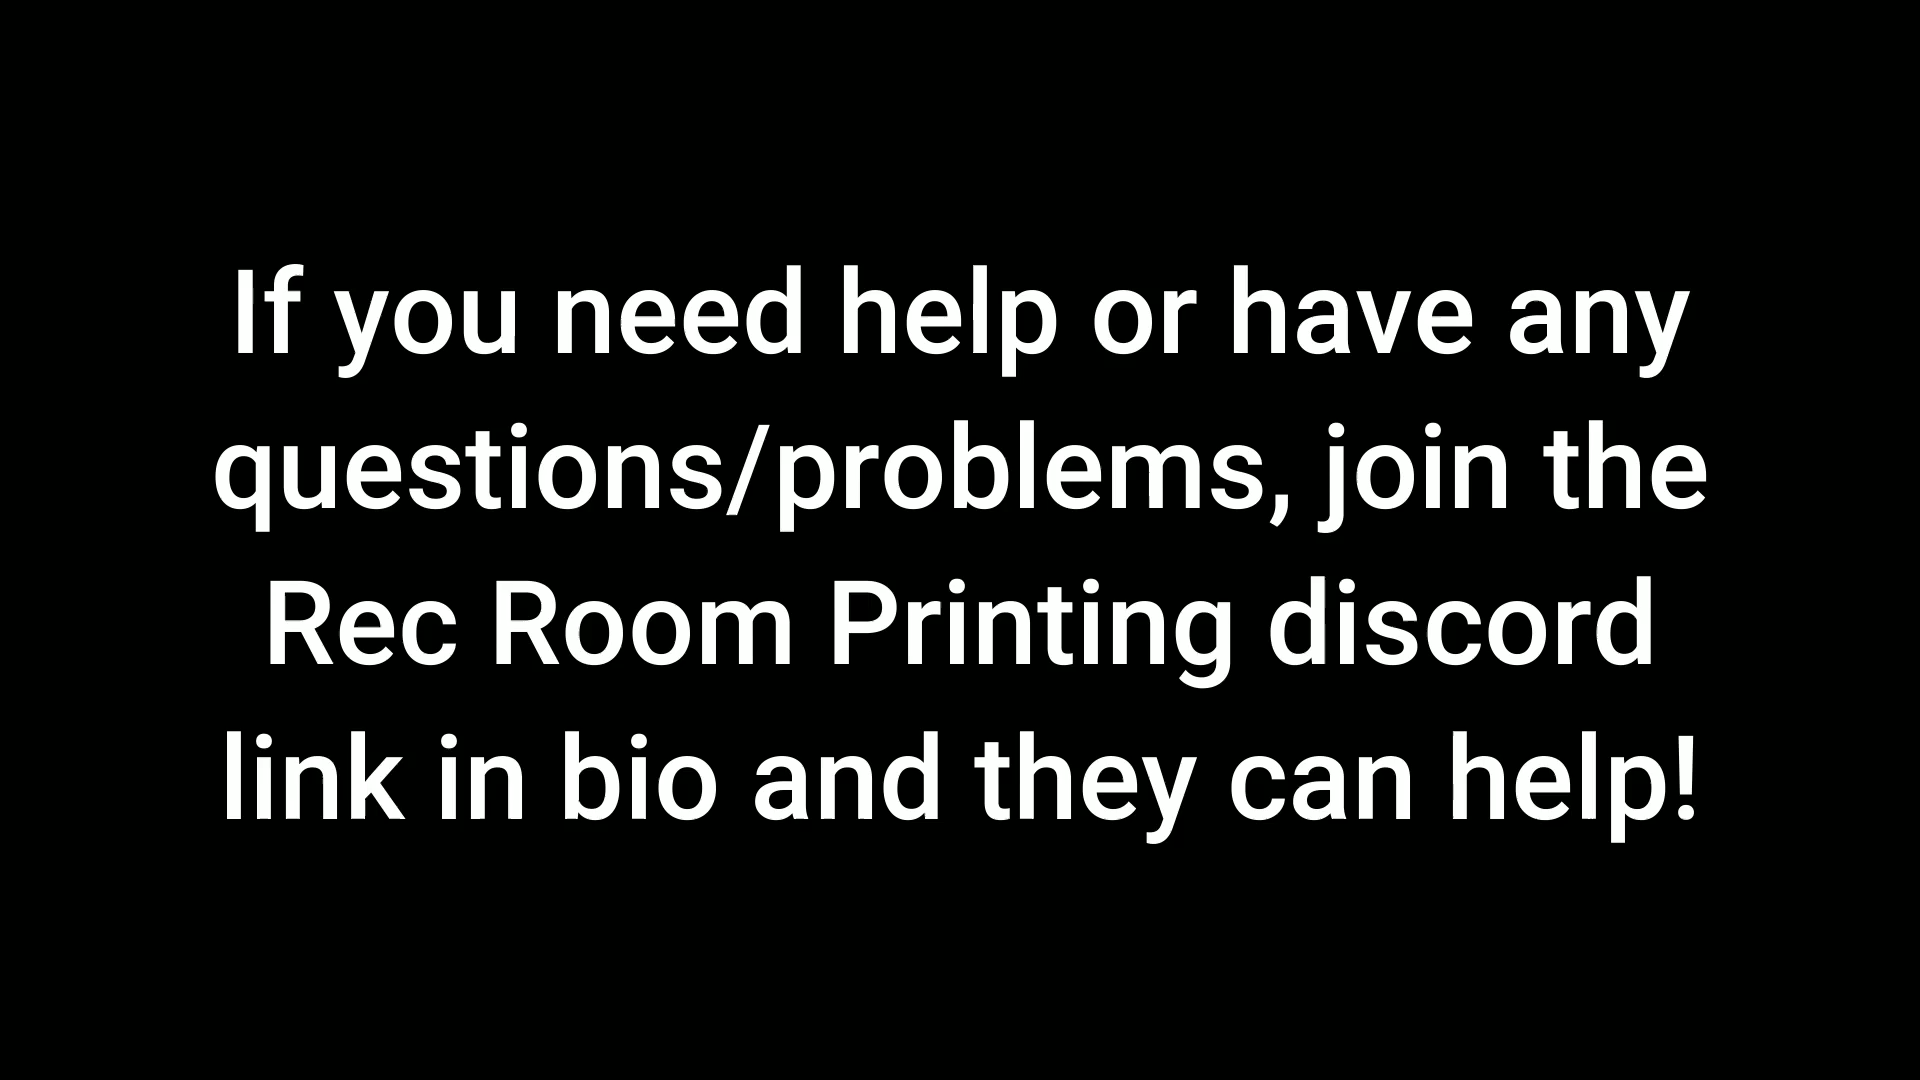 If you need help or have any
questions/problems, join the
Rec Room Printing discord
link in bio and they can help!